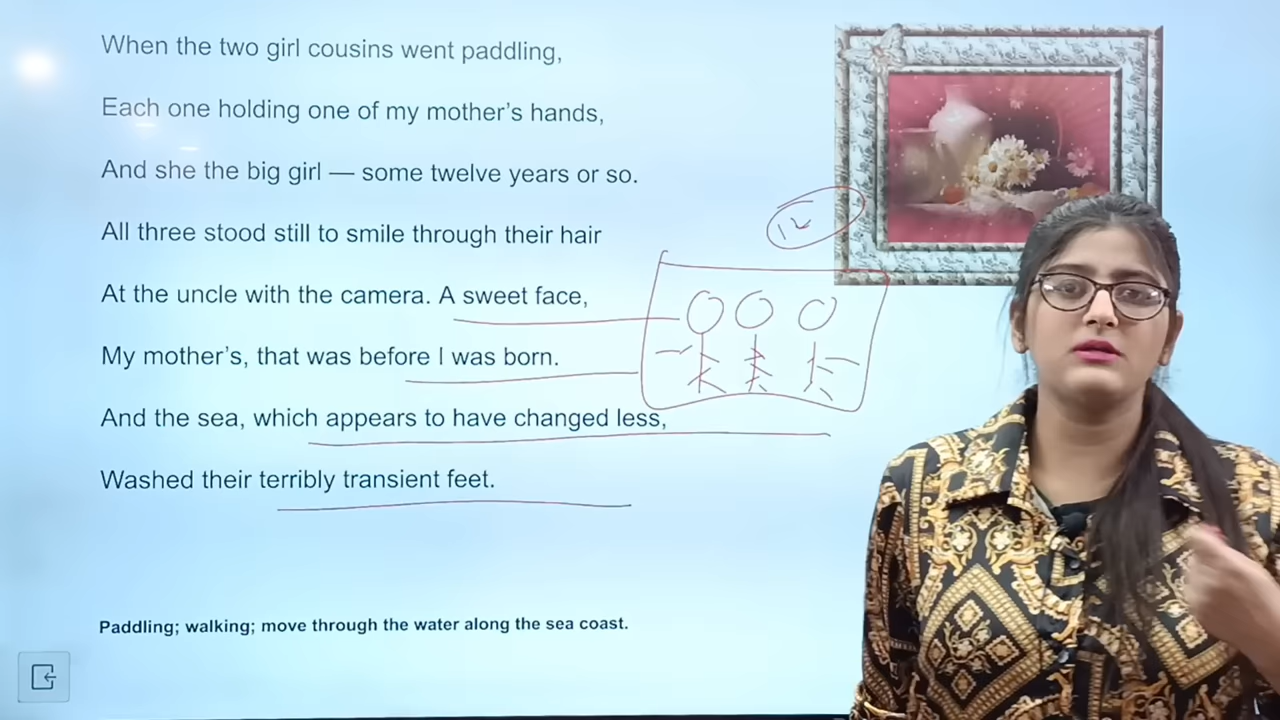 When the two girl cousins went paddling,
Each one holding one of my mother's hands,
And she the big girl — some twelve years or so.
All three stood still to smile through their hair
At the uncle with the camera. A sweet face,
My mother's, that was before I was born.
And the sea, which appears to have changed less,
Washed their terribly transient feet.
12
Paddling; walking; move through the water along the sea coast.